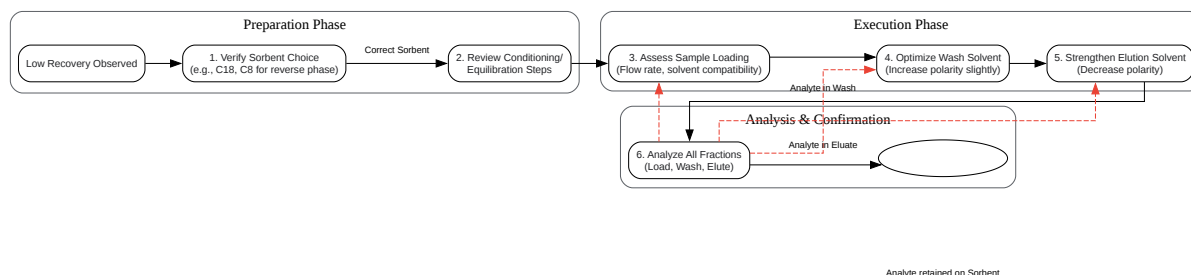 Preparation Phase
Low Recovery Observed
1. Verify Sorbent Choice
(e.g., C18, C8 for reverse phase)
Correct Sorbent
2. Review Conditioning/
Equilibration Steps
Execution Phase
3. Assess Sample Loading
(Flow rate, solvent compatibility)
4. Optimize Wash Solvent
(Increase polarity slightly)
5. Strengthen Elution Solvent
(Decrease polarity)
Analyte in Wash
Analysis & Confirmation
6. Analyze All Fractions
(Load, Wash, Elute)
Analyte in Eluate
Analyte retained on Sorbent